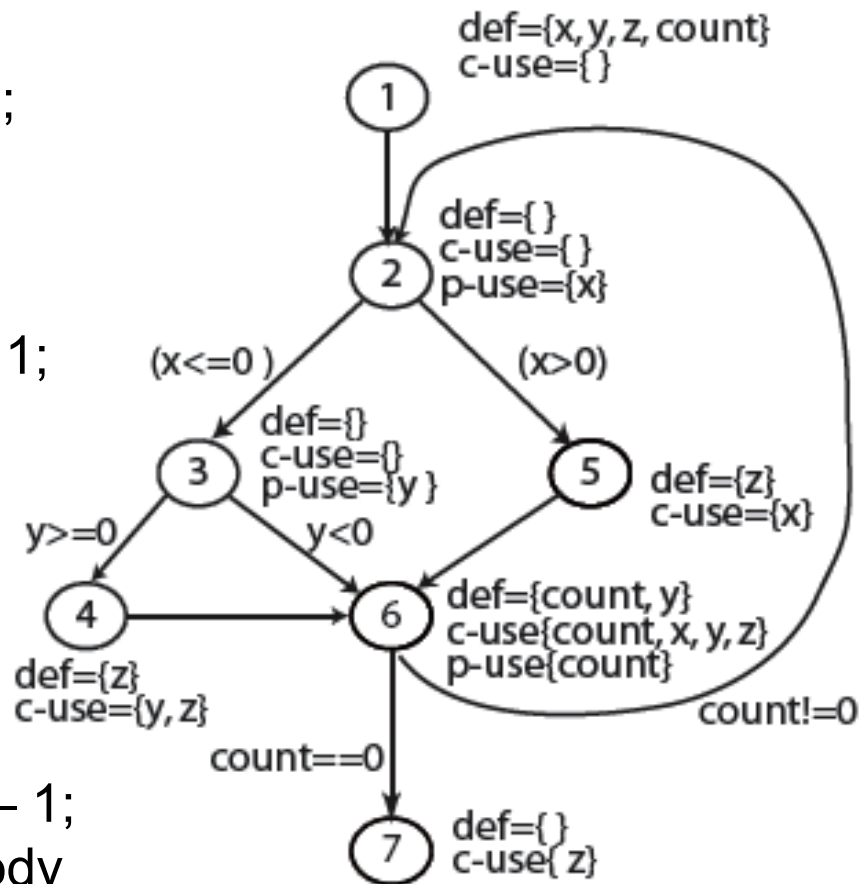 def={x, y, z, count}
c-use={ }
;
1
def={ }
c-use={ }
p-use={x}
2
1;
(x<=0 )
(x>0)
def={}
c-use={}
p-use={y }
3
5
def={z}
c-use={x}
y>=0
y<0
4
6
def={count, y}
c-use{count, x, y, z}
p-use{count}
def={z}
c-use={y, z}
count!=0
count==0
– 1;
7
def={ }
c-use{ z}